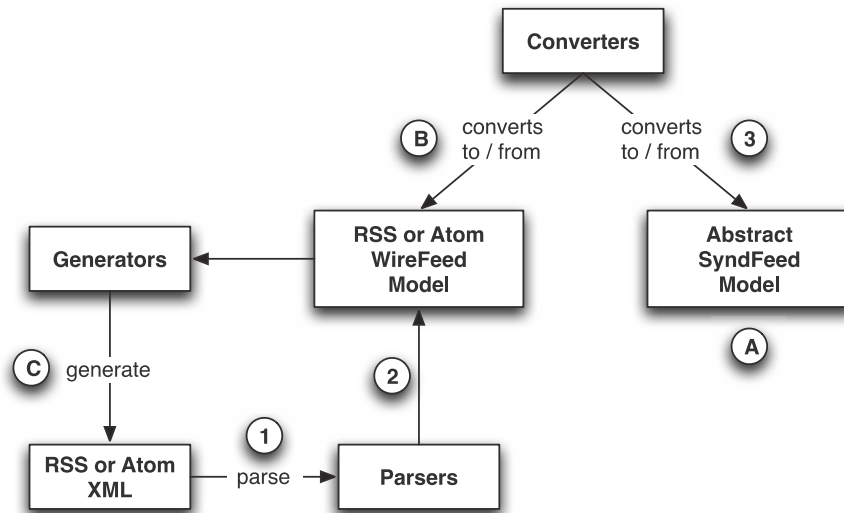 Converters
B
converts
to / from
converts
to / from
3
Generators
RSS or Atom
WireFeed
Model
Abstract
SyndFeed
Model
A
C
generate
2
1
RSS or Atom
XML
parse
Parsers